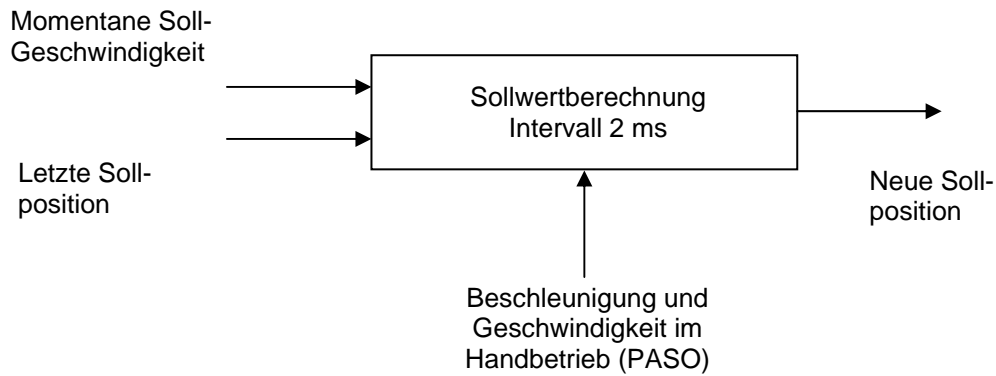 Momentane Soll-
Geschwindigkeit
Sollwertberechnung
Intervall 2 ms
Letzte Soll-
position
Neue Soll-
position
Beschleunigung und
Geschwindigkeit im
Handbetrieb (PASO)